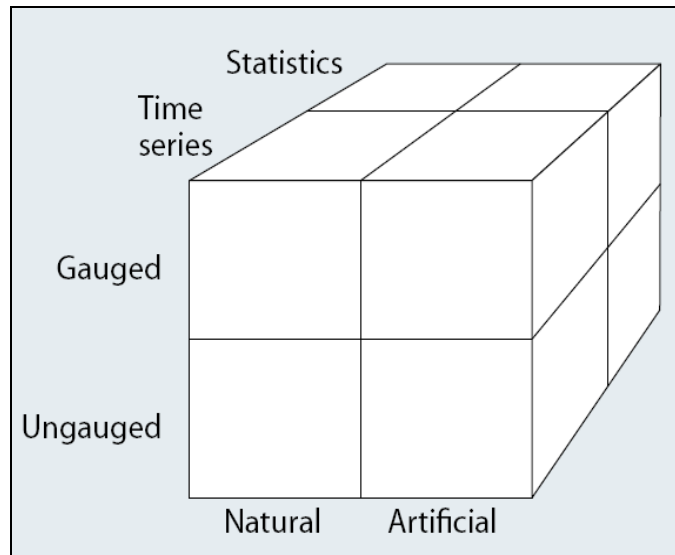 Statistics
Time
series
Gauged
Ungauged
Natural
Artificial